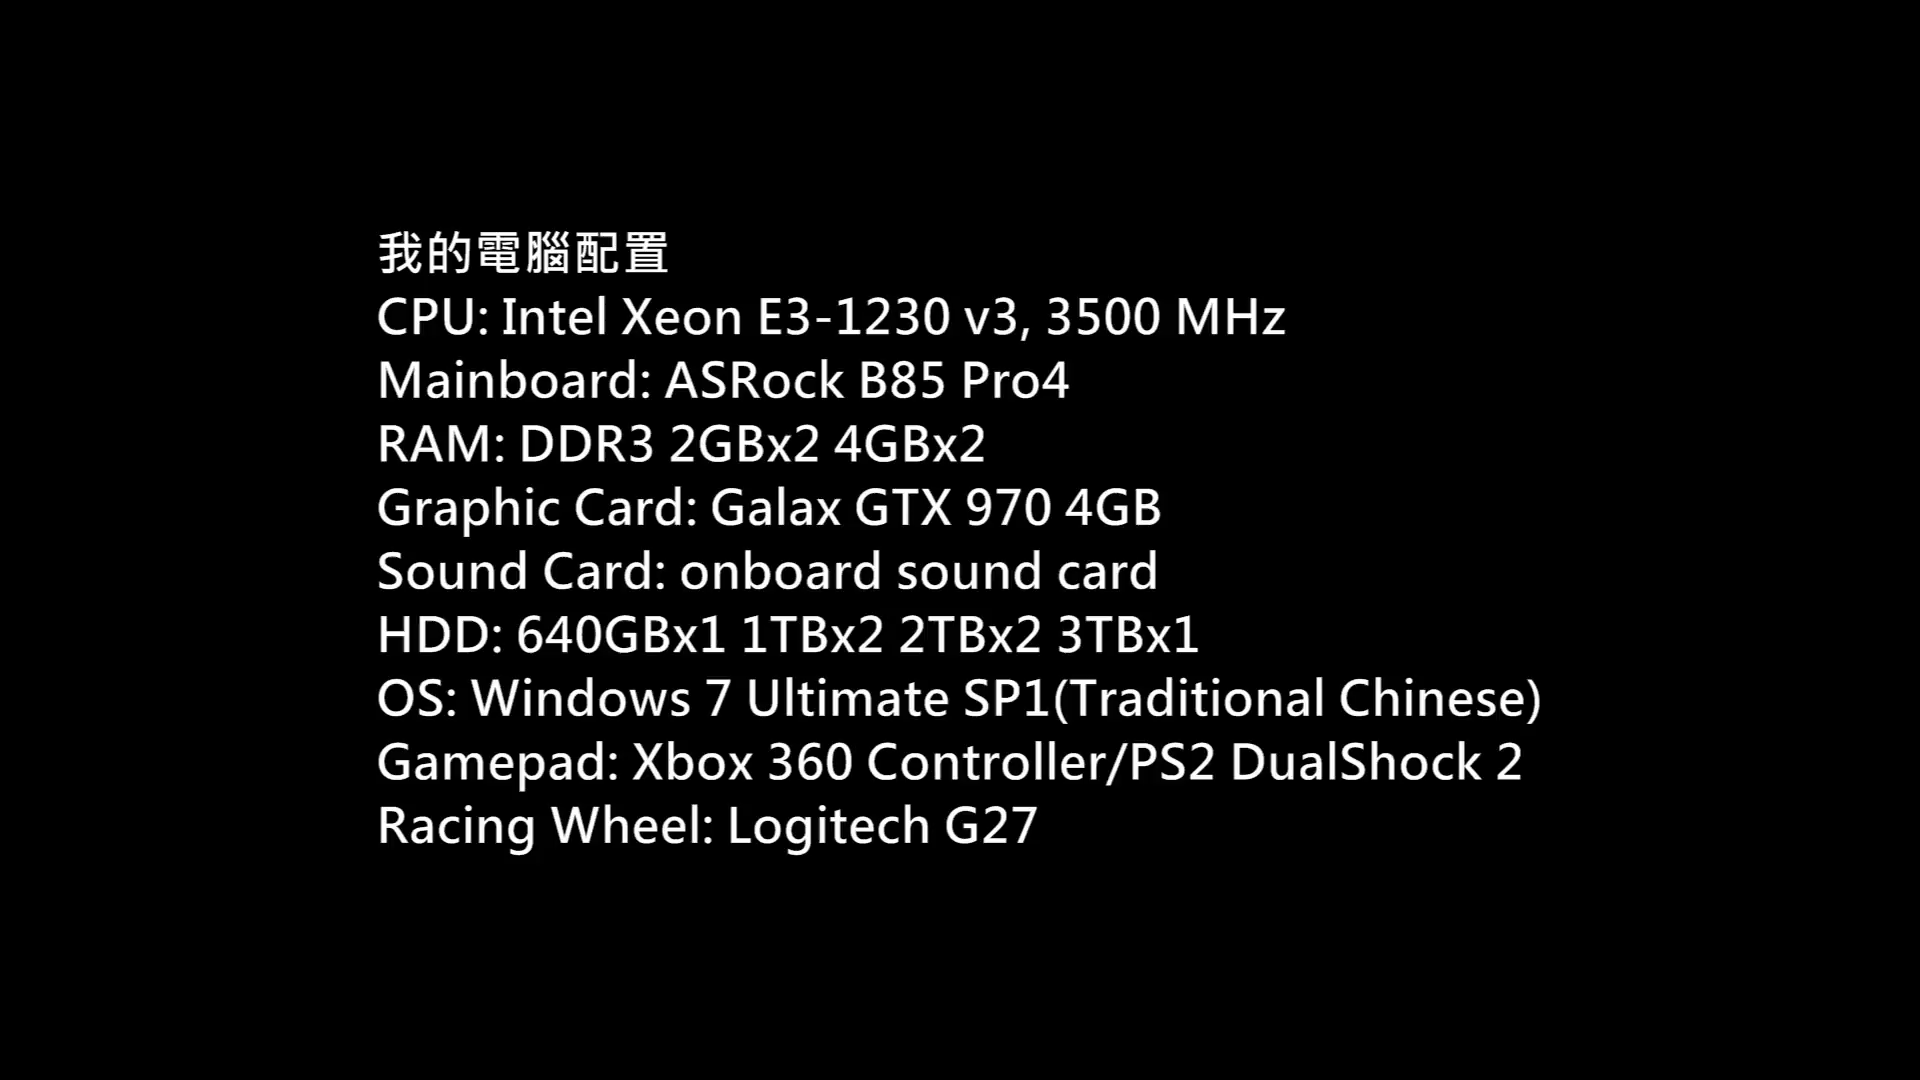 我的電腦配置
CPU: Intel Xeon E3-1230 v3, 3500 MHz
Mainboard: ASRock B85 Pro4
RAM: DDR3 2GBx2 4GBx2
Graphic Card: Galax GTX 970 4GB
Sound Card: onboard sound card
HDD: 640GBx1 1TBx2 2TBx2 3TBx1
OS: Windows 7 Ultimate SP1(Traditional Chinese)
Gamepad: Xbox 360 Controller/PS2 DualShock 2
Racing Wheel: Logitech G27